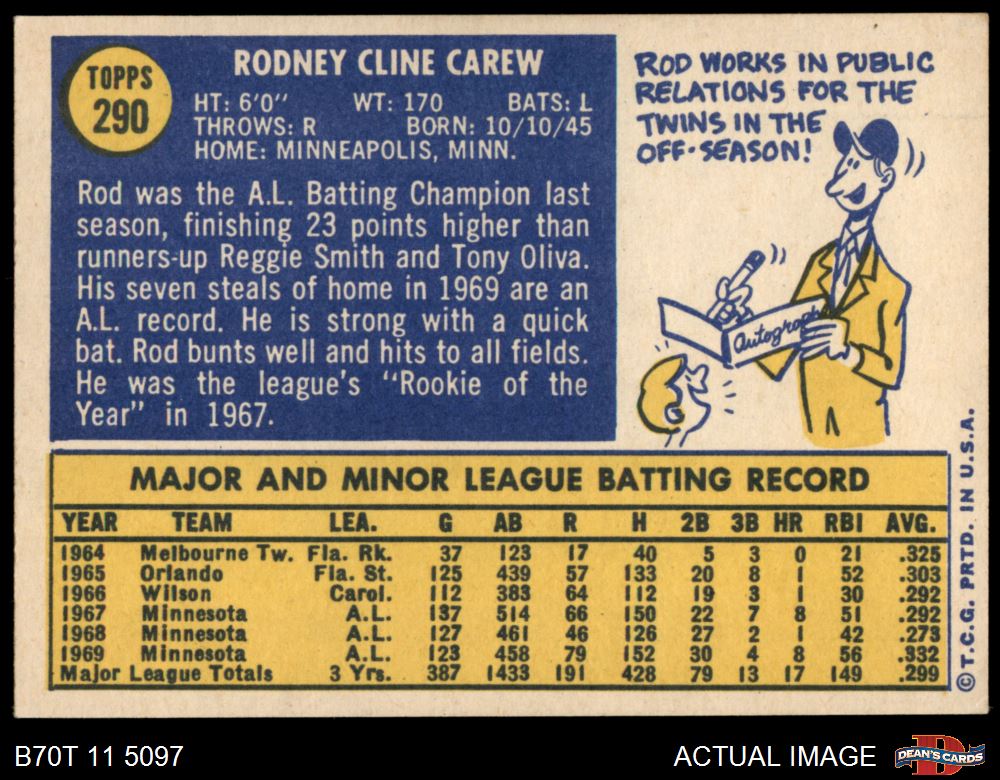 TOPPS
290
RODNEY CLINE CAREW
HT: 6'0" WT: 170 BATS: L
THROWS: R BORN: 10/10/45
HOME: MINNEAPOLIS, MINN.
Rod was the A.L. Batting Champion last
season, finishing 23 points higher than
runners-up Reggie Smith and Tony Oliva.
His seven steals of home in 1969 are an
A.L. record. He is strong with a quick
bat. Rod bunts well and hits to all fields.
He was the league's "Rookie of the
Year" in 1967.
ROD WORKS IN PUBLIC
RELATIONS FOR THE
TWINS IN THE
OFF-SEASON!
Autograph
MAJOR AND MINOR LEAGUE BATTING RECORD
YEAR TEAM LEA. G AB R H 2B 3B HR RBI AVG.
1964 Melbourne Tw. Fla. Rk. 37 123 17 40 5 3 0 21 .325
1965 Orlando Fla. St. 125 439 57 133 20 8 1 52 .303
1966 Wilson Carol. 112 383 64 112 19 3 1 30 .292
1967 Minnesota A.L. 137 514 66 150 22 7 8 51 .292
1968 Minnesota A.L. 127 461 46 126 27 2 1 42 .273
1969 Minnesota A.L. 123 458 79 152 30 4 8 56 .332
Major League Totals 3 Yrs. 387 1433 191 428 79 13 17 149 .299
© T.C.G. PRTD. IN U.S.A.
B70T 11 5097
ACTUAL IMAGE
DEAN'S CARDS